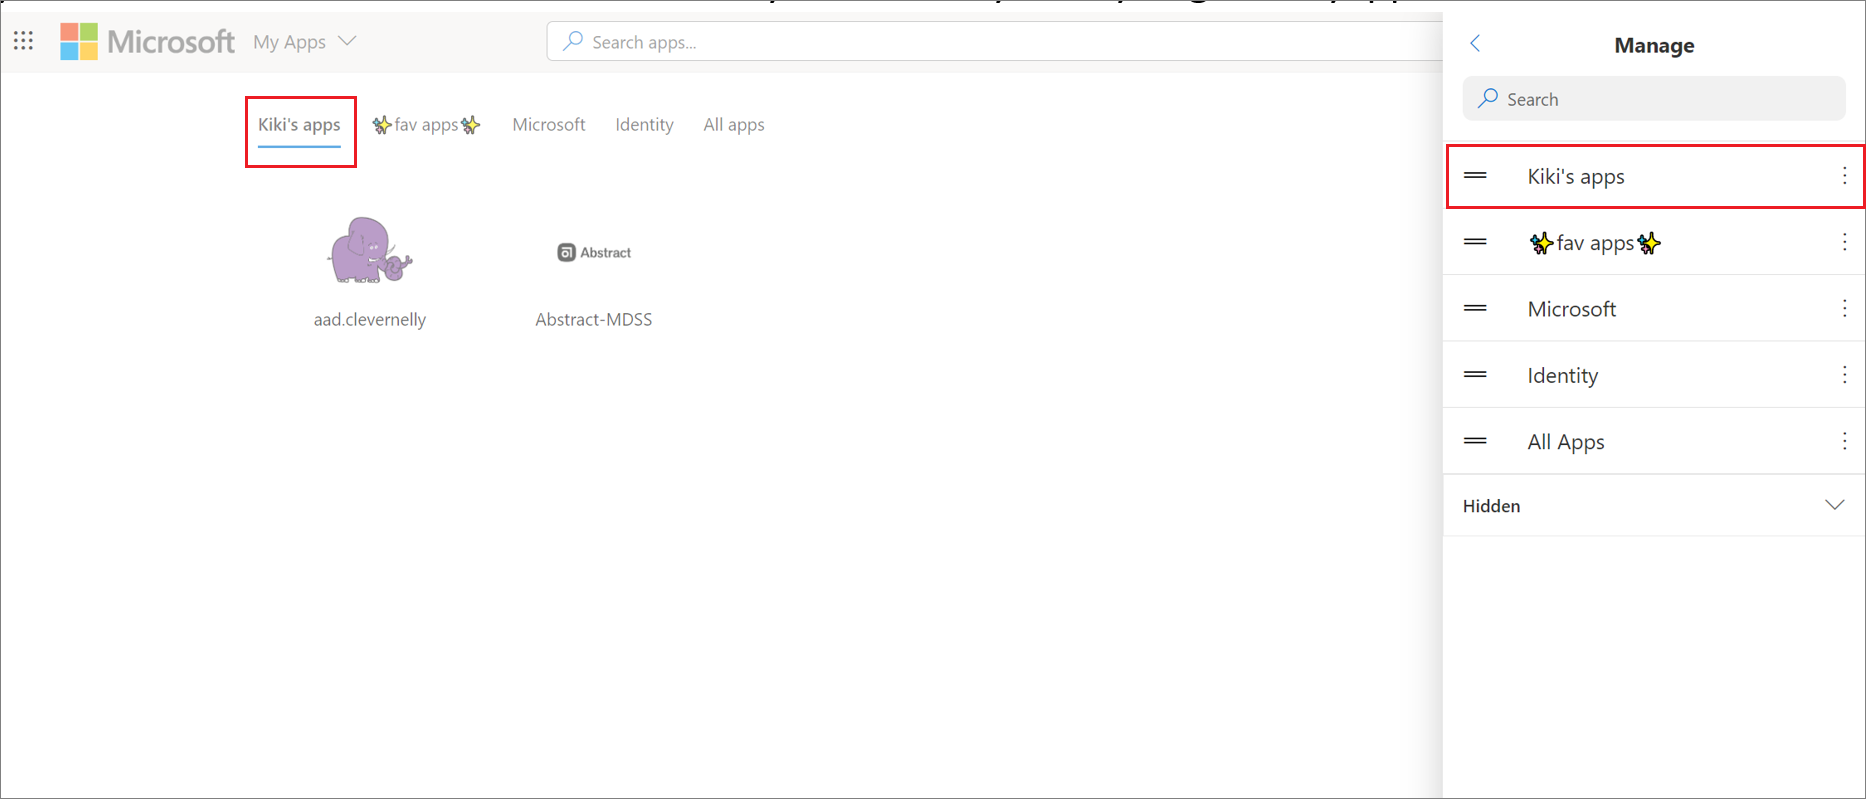 Microsoft My Apps
Search apps...
Kiki's apps ✨fav apps✨ Microsoft Identity All apps
Abstract
aad.clevernelly Abstract-MDSS
Manage
Search
Kiki's apps
✨fav apps✨
Microsoft
Identity
All Apps
Hidden